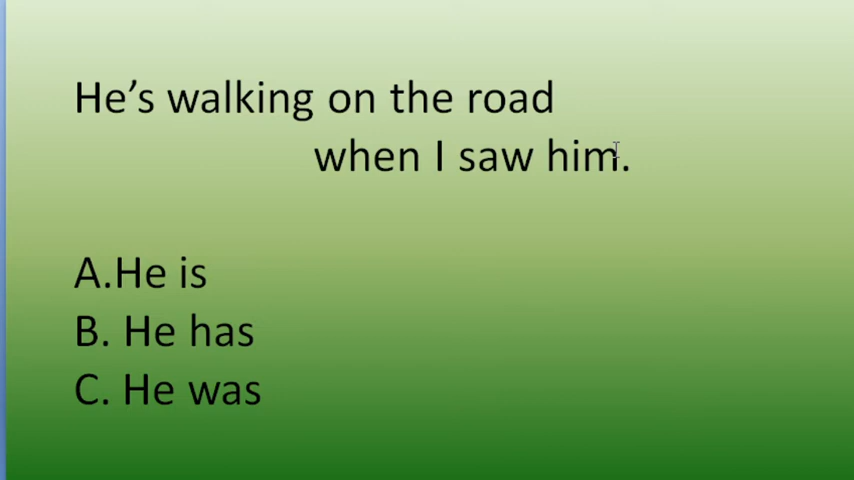 He’s walking on the road
when I saw him.
A.He is
B. He has
C. He was